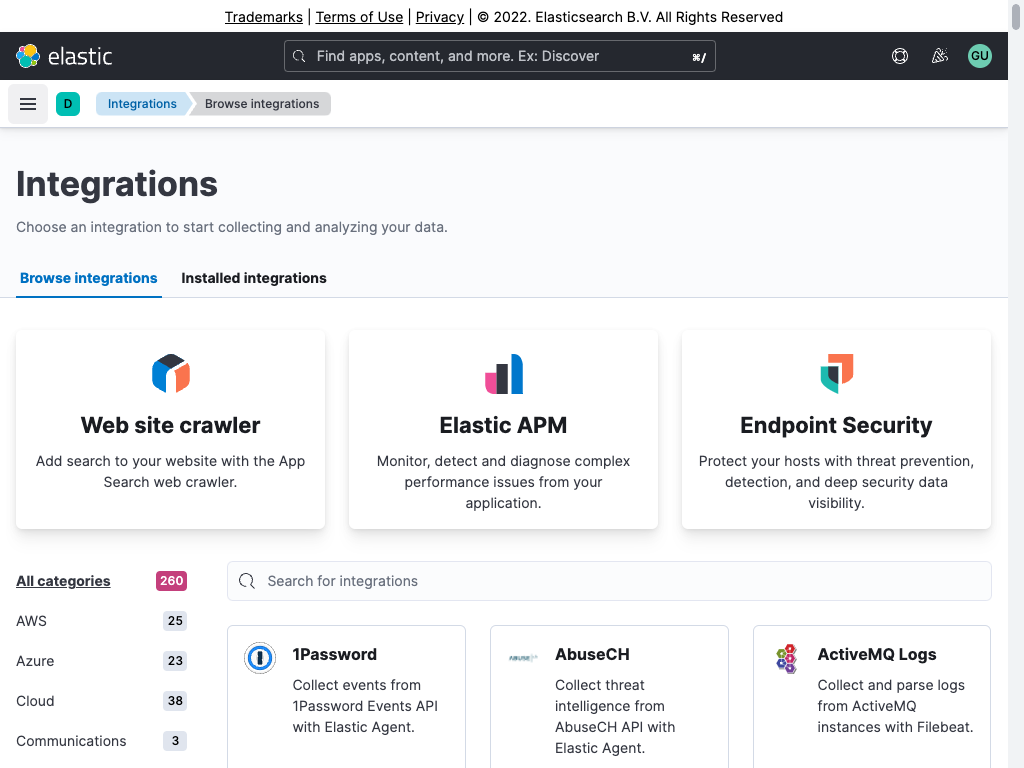 Trademarks | Terms of Use | Privacy | © 2022. Elasticsearch B.V. All Rights Reserved
elastic
Find apps, content, and more. Ex: Discover
⌘/
GU
D
Integrations
Browse integrations
Integrations
Choose an integration to start collecting and analyzing your data.
Browse integrations
Installed integrations
Web site crawler
Add search to your website with the App
Search web crawler.
Elastic APM
Monitor, detect and diagnose complex
performance issues from your
application.
Endpoint Security
Protect your hosts with threat prevention,
detection, and deep security data
visibility.
All categories 260
AWS 25
Azure 23
Cloud 38
Communications 3
Search for integrations
1Password
Collect events from
1Password Events API
with Elastic Agent.
ABUSE
AbuseCH
Collect threat
intelligence from
AbuseCH API with
Elastic Agent.
ActiveMQ Logs
Collect and parse logs
from ActiveMQ
instances with Filebeat.